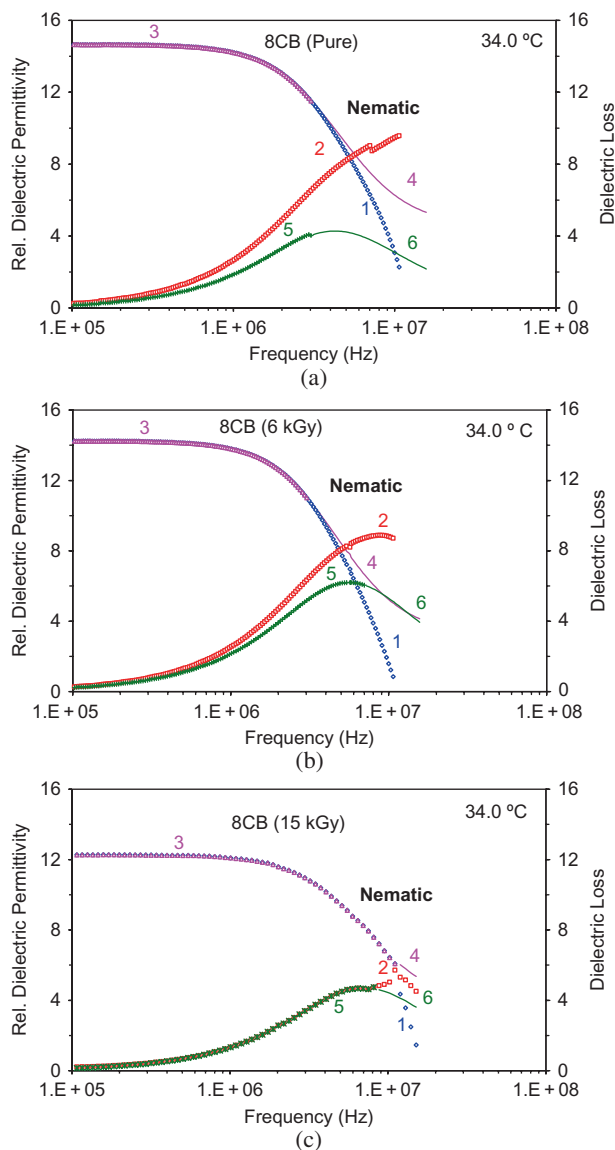 16
12
8
4
0
Rel. Dielectric Permittivity
3
8CB (Pure)
34.0 ºC
Nematic
2
4
1
5
6
16
12
8
4
0
Dielectric Loss
1.E + 05
1.E + 06
1.E + 07
1.E + 08
Frequency (Hz)
(a)
16
12
8
4
0
Rel. Dielectric Permittivity
3
8CB (6 kGy)
34.0 º C
Nematic
2
4
5
6
1
16
12
8
4
0
Dielectric Loss
1.E + 05
1.E + 06
1.E + 07
1.E + 08
Frequency (Hz)
(b)
16
12
8
4
0
Rel. Dielectric Permittivity
3
8CB (15 kGy)
34.0 ºC
Nematic
4
2
5
6
1
16
12
8
4
0
Dielectric Loss
1.E + 05
1.E + 06
1.E + 07
1.E + 08
Frequency (Hz)
(c)